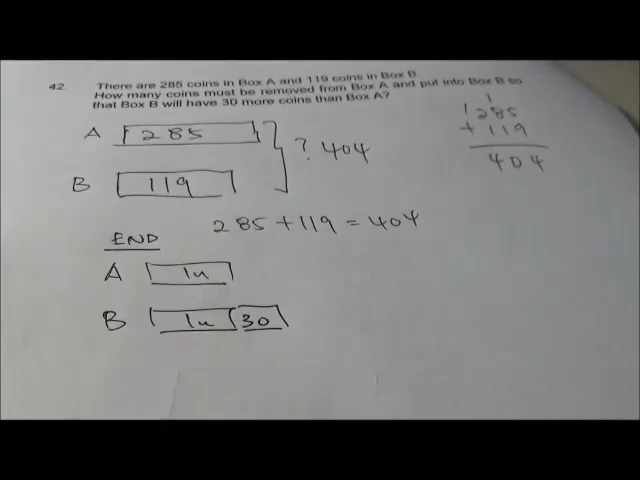 42. There are 285 coins in Box A and 119 coins in Box B
How many coins must be removed from Box A and put into Box B so
that Box B will have 30 more coins than Box A?
1
1 285
+ 119
404
A 285
? 404
B 119
285 + 119 = 404
END
A 1u
B 1u 30